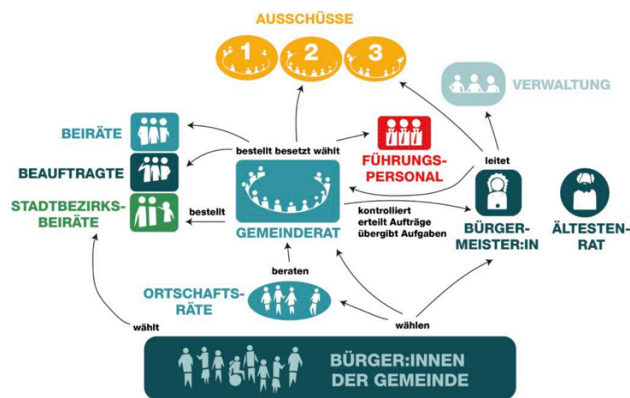 AUSSCHÜSSE
1
2
3
VERWALTUNG
BEIRÄTE
BEAUFTRAGTE
STADTBEZIRKS-
BEIRÄTE
bestellt besetzt wählt
FÜHRUNGS-
PERSONAL
leitet
bestellt
GEMEINDERAT
kontrolliert
erteilt Aufträge
übergibt Aufgaben
BÜRGER-
MEISTER:IN
ÄLTESTEN-
RAT
beraten
ORTSCHAFTS-
RÄTE
wählt
wählen
BÜRGER:INNEN
DER GEMEINDE